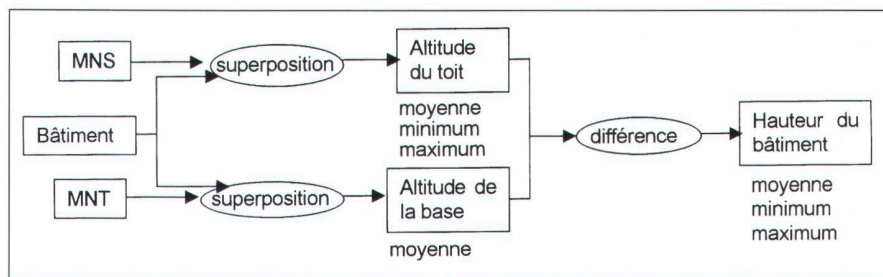 MNS
superposition
Altitude
du toit
moyenne
minimum
maximum
Bâtiment
différence
Hauteur du
bâtiment
moyenne
minimum
maximum
MNT
superposition
Altitude de
la base
moyenne